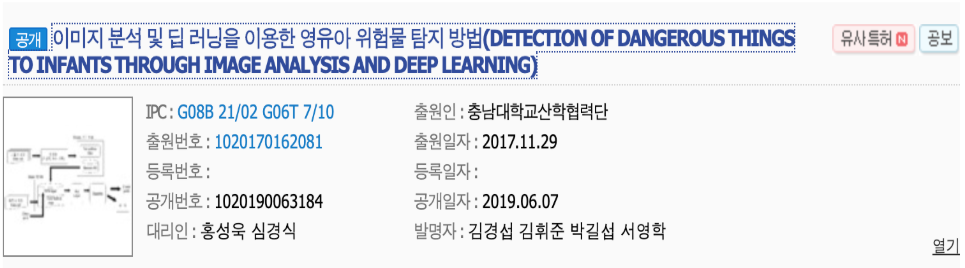 공개 이미지 분석 및 딥 러닝을 이용한 영유아 위험물 탐지 방법(DETECTION OF DANGEROUS THINGS 유사특허 N 공보
TO INFANTS THROUGH IMAGE ANALYSIS AND DEEP LEARNING)
IPC : G08B 21/02 G06T 7/10 출원인 : 충남대학교산학협력단
출원번호 : 1020170162081 출원일자 : 2017.11.29
등록번호 : 등록일자 :
공개번호 : 1020190063184 공개일자 : 2019.06.07
대리인 : 홍성욱 심경식 발명자 : 김경섭 김휘준 박길섭 서영학
열기